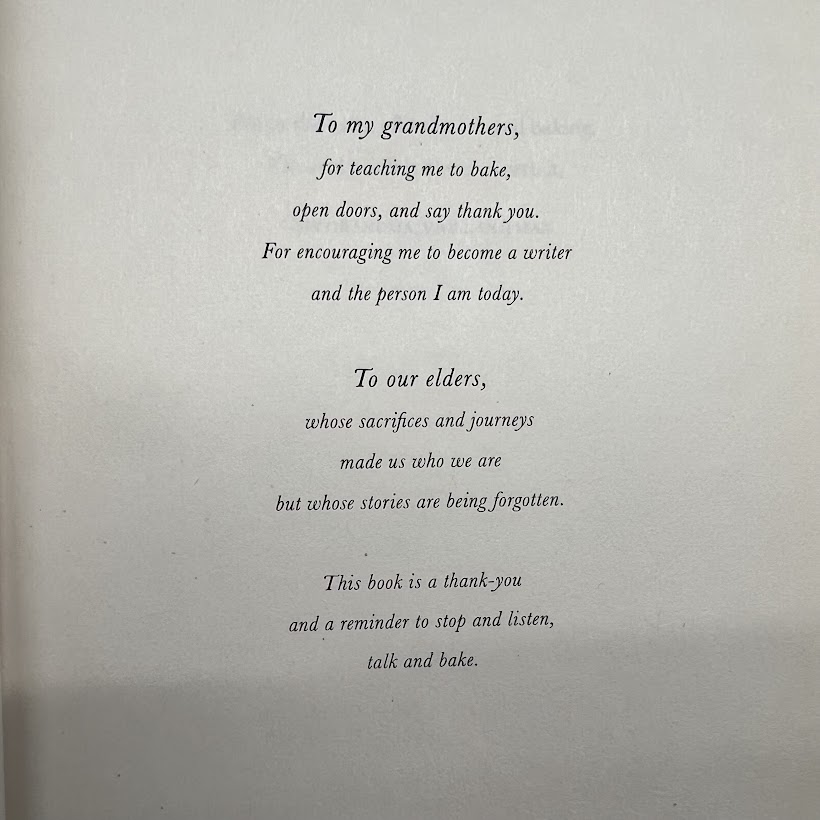 To my grandmothers,
for teaching me to bake,
open doors, and say thank you.
For encouraging me to become a writer
and the person I am today.
To our elders,
whose sacrifices and journeys
made us who we are
but whose stories are being forgotten.
This book is a thank-you
and a reminder to stop and listen,
talk and bake.